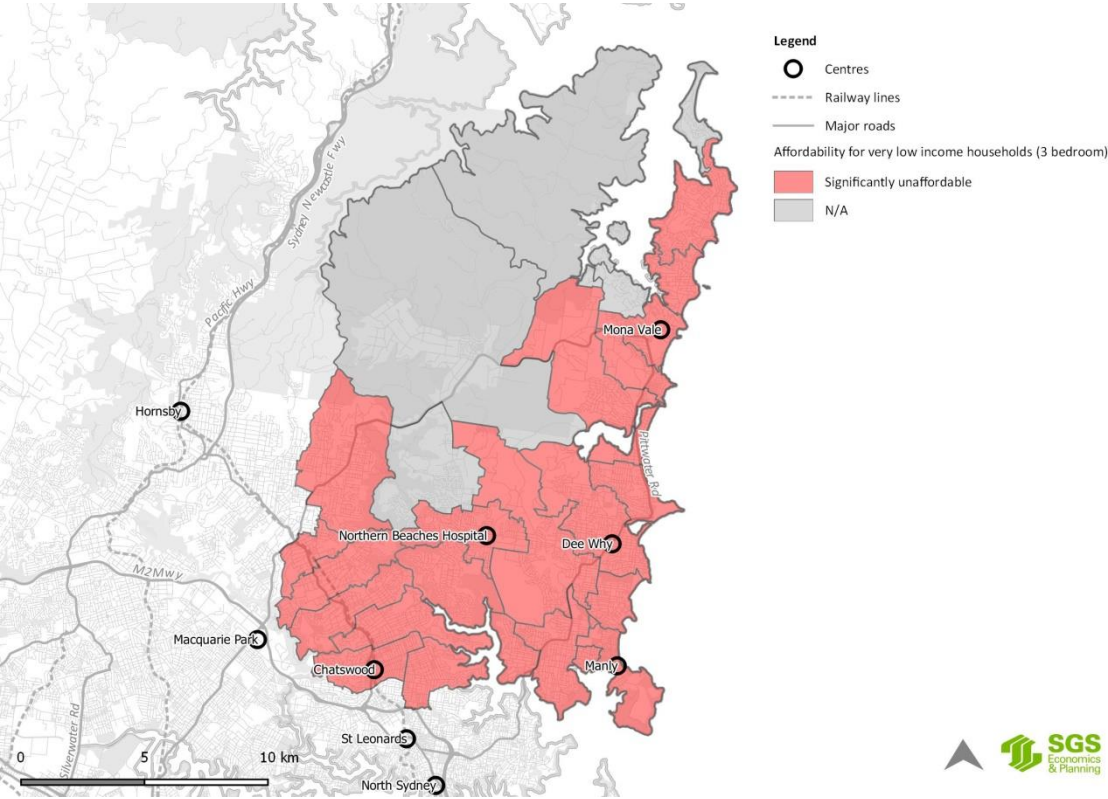 Legend
Centres
Railway lines
Major roads
Affordability for very low income households (3 bedroom)
Significantly unaffordable
N/A
Sydney Newcastle Fwy
Pacific Hwy
Mona Vale
Hornsby
Pittwater Rd
Northern Beaches Hospital
Dee Why
M2Mwy
Macquarie Park
Chatswood
Manly
Silverwater Rd
St Leonards
North Sydney
0 5 10 km
SGS
Economics
& Planning